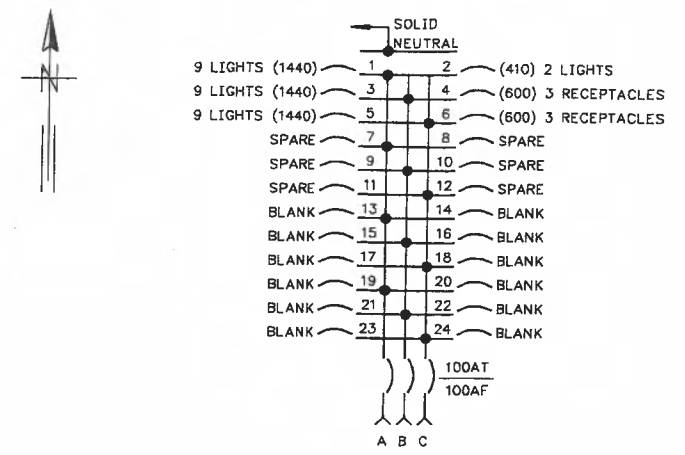 SOLID
NEUTRAL
9 LIGHTS (1440) 1 2 (410) 2 LIGHTS
9 LIGHTS (1440) 3 4 (600) 3 RECEPTACLES
9 LIGHTS (1440) 5 6 (600) 3 RECEPTACLES
SPARE 7 8 SPARE
SPARE 9 10 SPARE
SPARE 11 12 SPARE
BLANK 13 14 BLANK
BLANK 15 16 BLANK
BLANK 17 18 BLANK
BLANK 19 20 BLANK
BLANK 21 22 BLANK
BLANK 23 24 BLANK
100AT
100AF
A B C
N